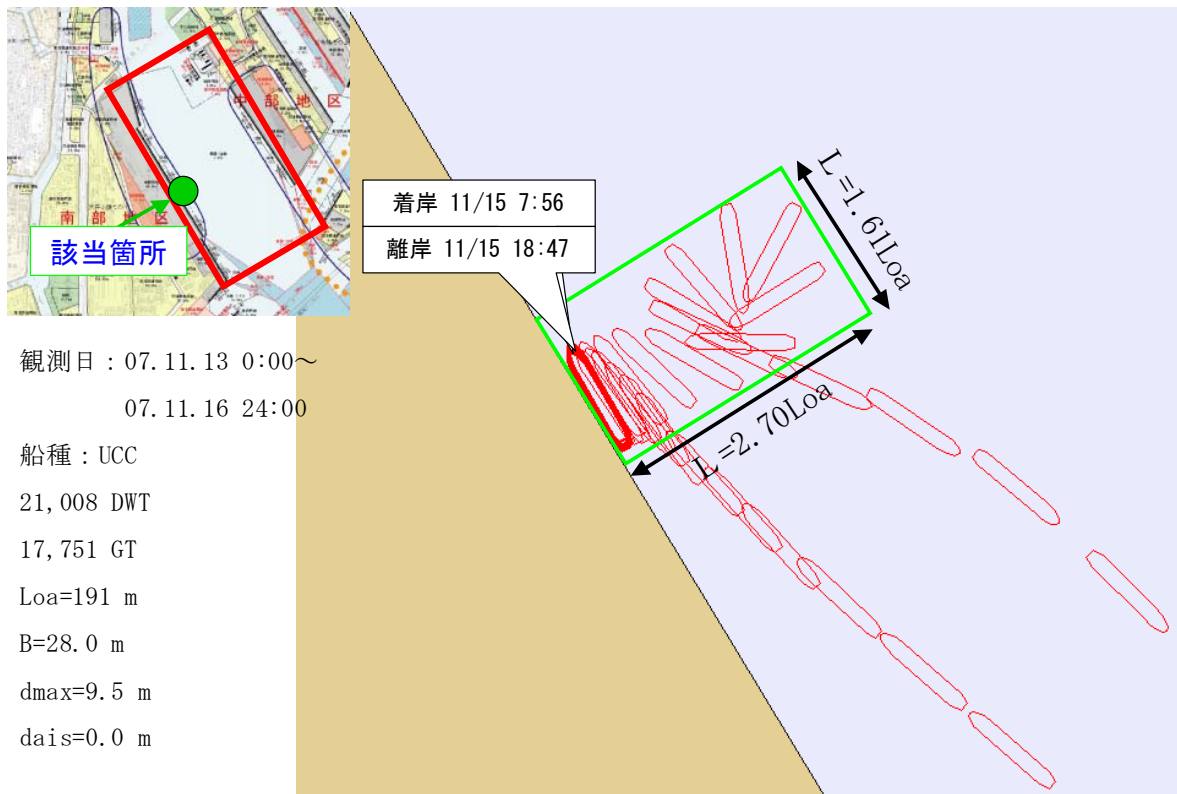 中部地区
南部地区
該当箇所
着岸 11/15 7:56
離岸 11/15 18:47
L=1.61Loa
L=2.70Loa
観測日：07.11.13 0:00～
07.11.16 24:00
船種：UCC
21,008 DWT
17,751 GT
Loa=191 m
B=28.0 m
dmax=9.5 m
dais=0.0 m